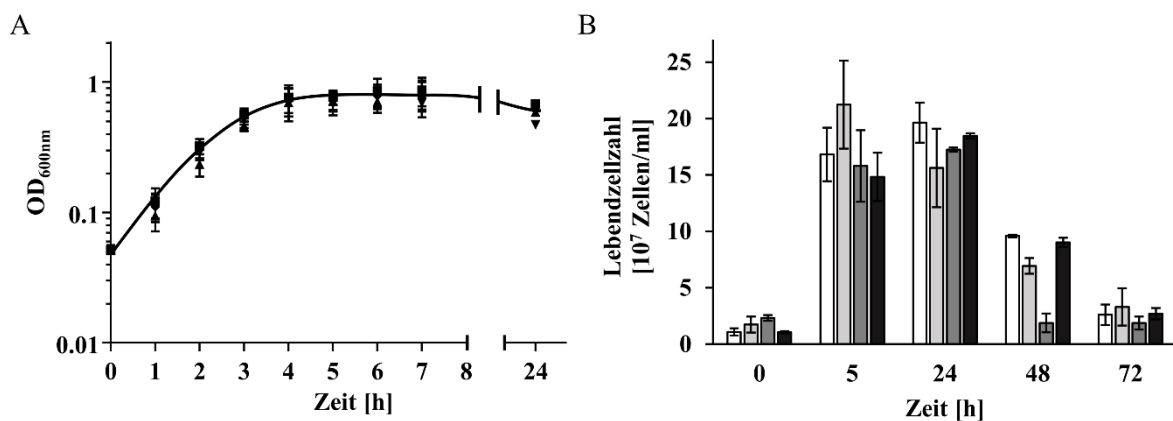 A
OD600nm
1
0.1
0.01
0 1 2 3 4 5 6 7 8 24
Zeit [h]
B
Lebendzellzahl
[10⁷ Zellen/ml]
25
20
15
10
5
0
0 5 24 48 72
Zeit [h]